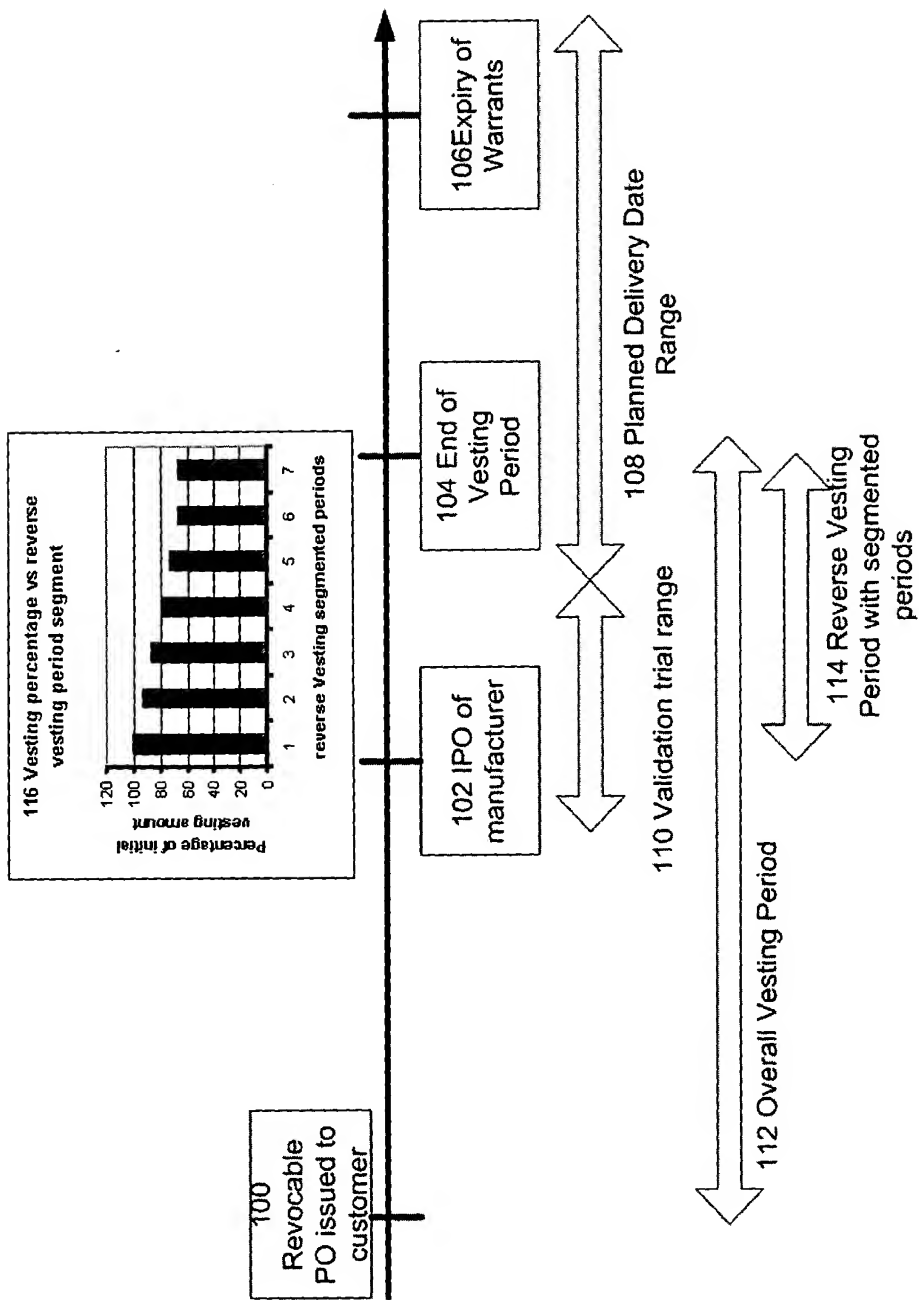 100
Revocable
PO issued to
customer
116 Vesting percentage vs reverse
vesting period segment
Percentage of initial
vesting amount
120
100
80
60
40
20
0
1 2 3 4 5 6 7
reverse Vesting segmented periods
102 IPO of
manufacturer
104 End of
Vesting
Period
106Expiry of
Warrants
108 Planned Delivery Date
Range
110 Validation trial range
112 Overall Vesting Period
114 Reverse Vesting
Period with segmented
periods